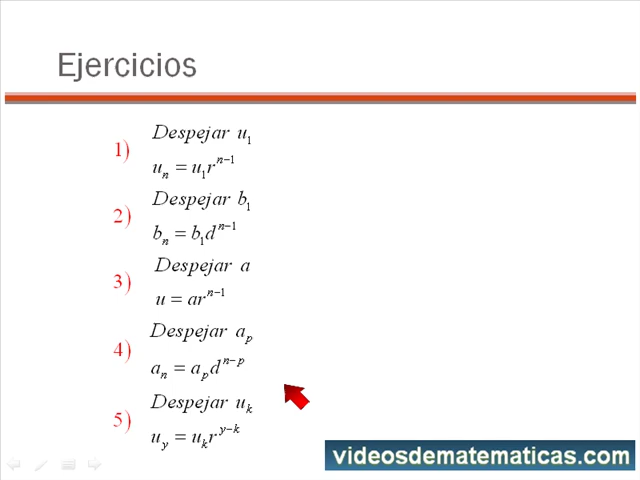 Ejercicios
1) Despejar u₁
uₙ = u₁rⁿ⁻¹
2) Despejar b₁
bₙ = b₁dⁿ⁻¹
3) Despejar a
u = arⁿ⁻¹
4) Despejar aₚ
aₙ = aₚdⁿ⁻ᵖ
5) Despejar uₖ
u_y = uₖrʸ⁻ᵏ
videosdematematicas.com